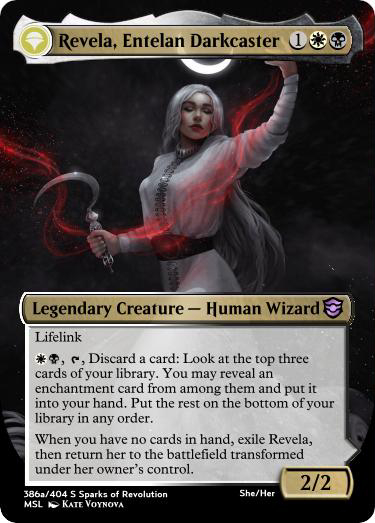 Revela, Entelan Darkcaster 1
Legendary Creature — Human Wizard
Lifelink
, , Discard a card: Look at the top three
cards of your library. You may reveal an
enchantment card from among them and put it
into your hand. Put the rest on the bottom of your
library in any order.
When you have no cards in hand, exile Revela,
then return her to the battlefield transformed
under her owner's control.
2/2
386a/404 S Sparks of Revolution She/Her
MSL Kate Voynova